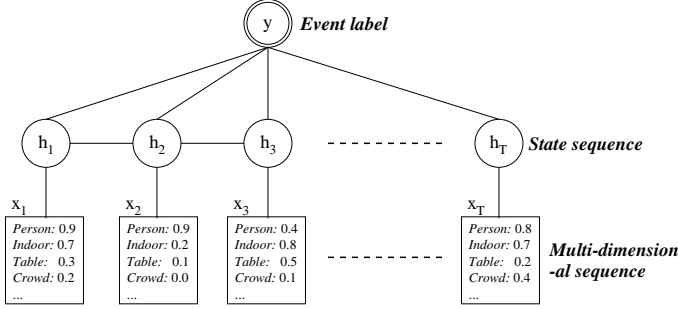 y
Event label
h1
h2
h3
hT
State sequence
x1
x2
x3
xT
Person: 0.9
Indoor: 0.7
Table: 0.3
Crowd: 0.2
...
Person: 0.9
Indoor: 0.2
Table: 0.1
Crowd: 0.0
...
Person: 0.4
Indoor: 0.8
Table: 0.5
Crowd: 0.1
...
Person: 0.8
Indoor: 0.7
Table: 0.2
Crowd: 0.4
...
Multi-dimension
-al sequence